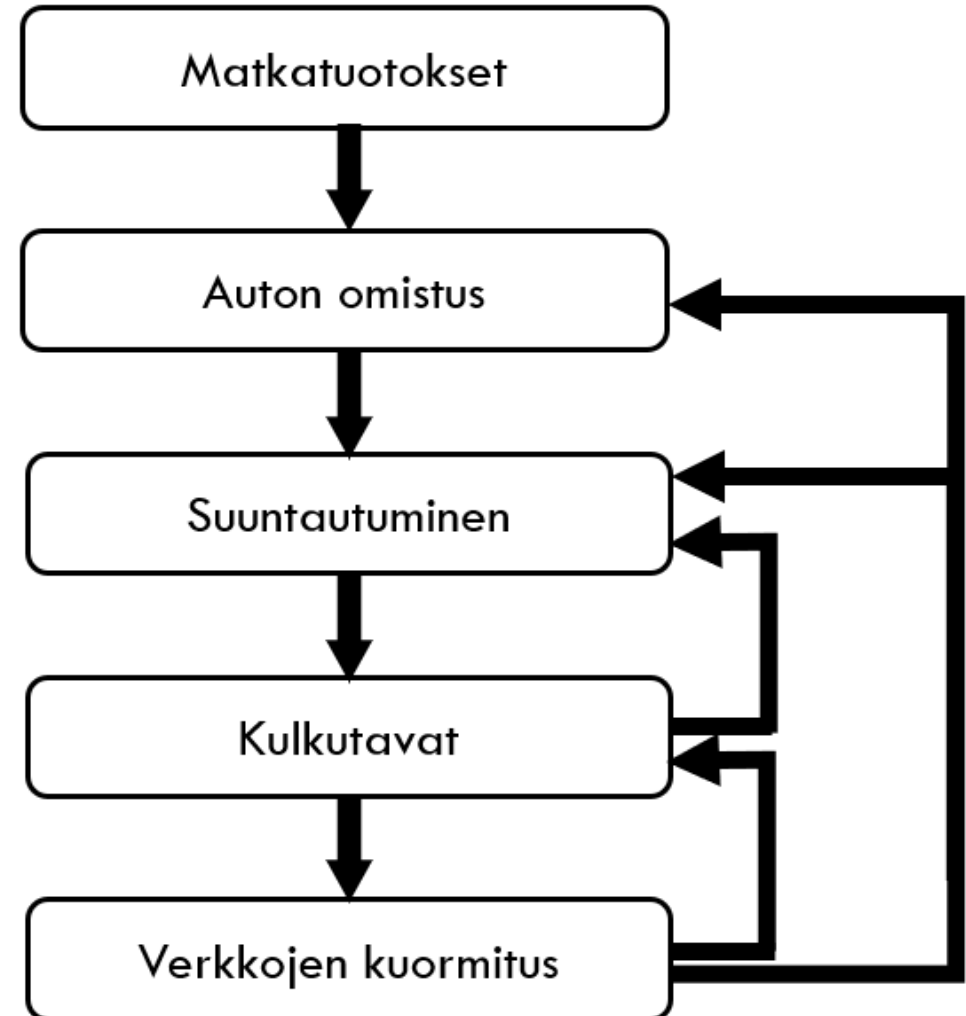 Matkatuotokset
Auton omistus
Suuntautuminen
Kulkutavat
Verkkojen kuormitus